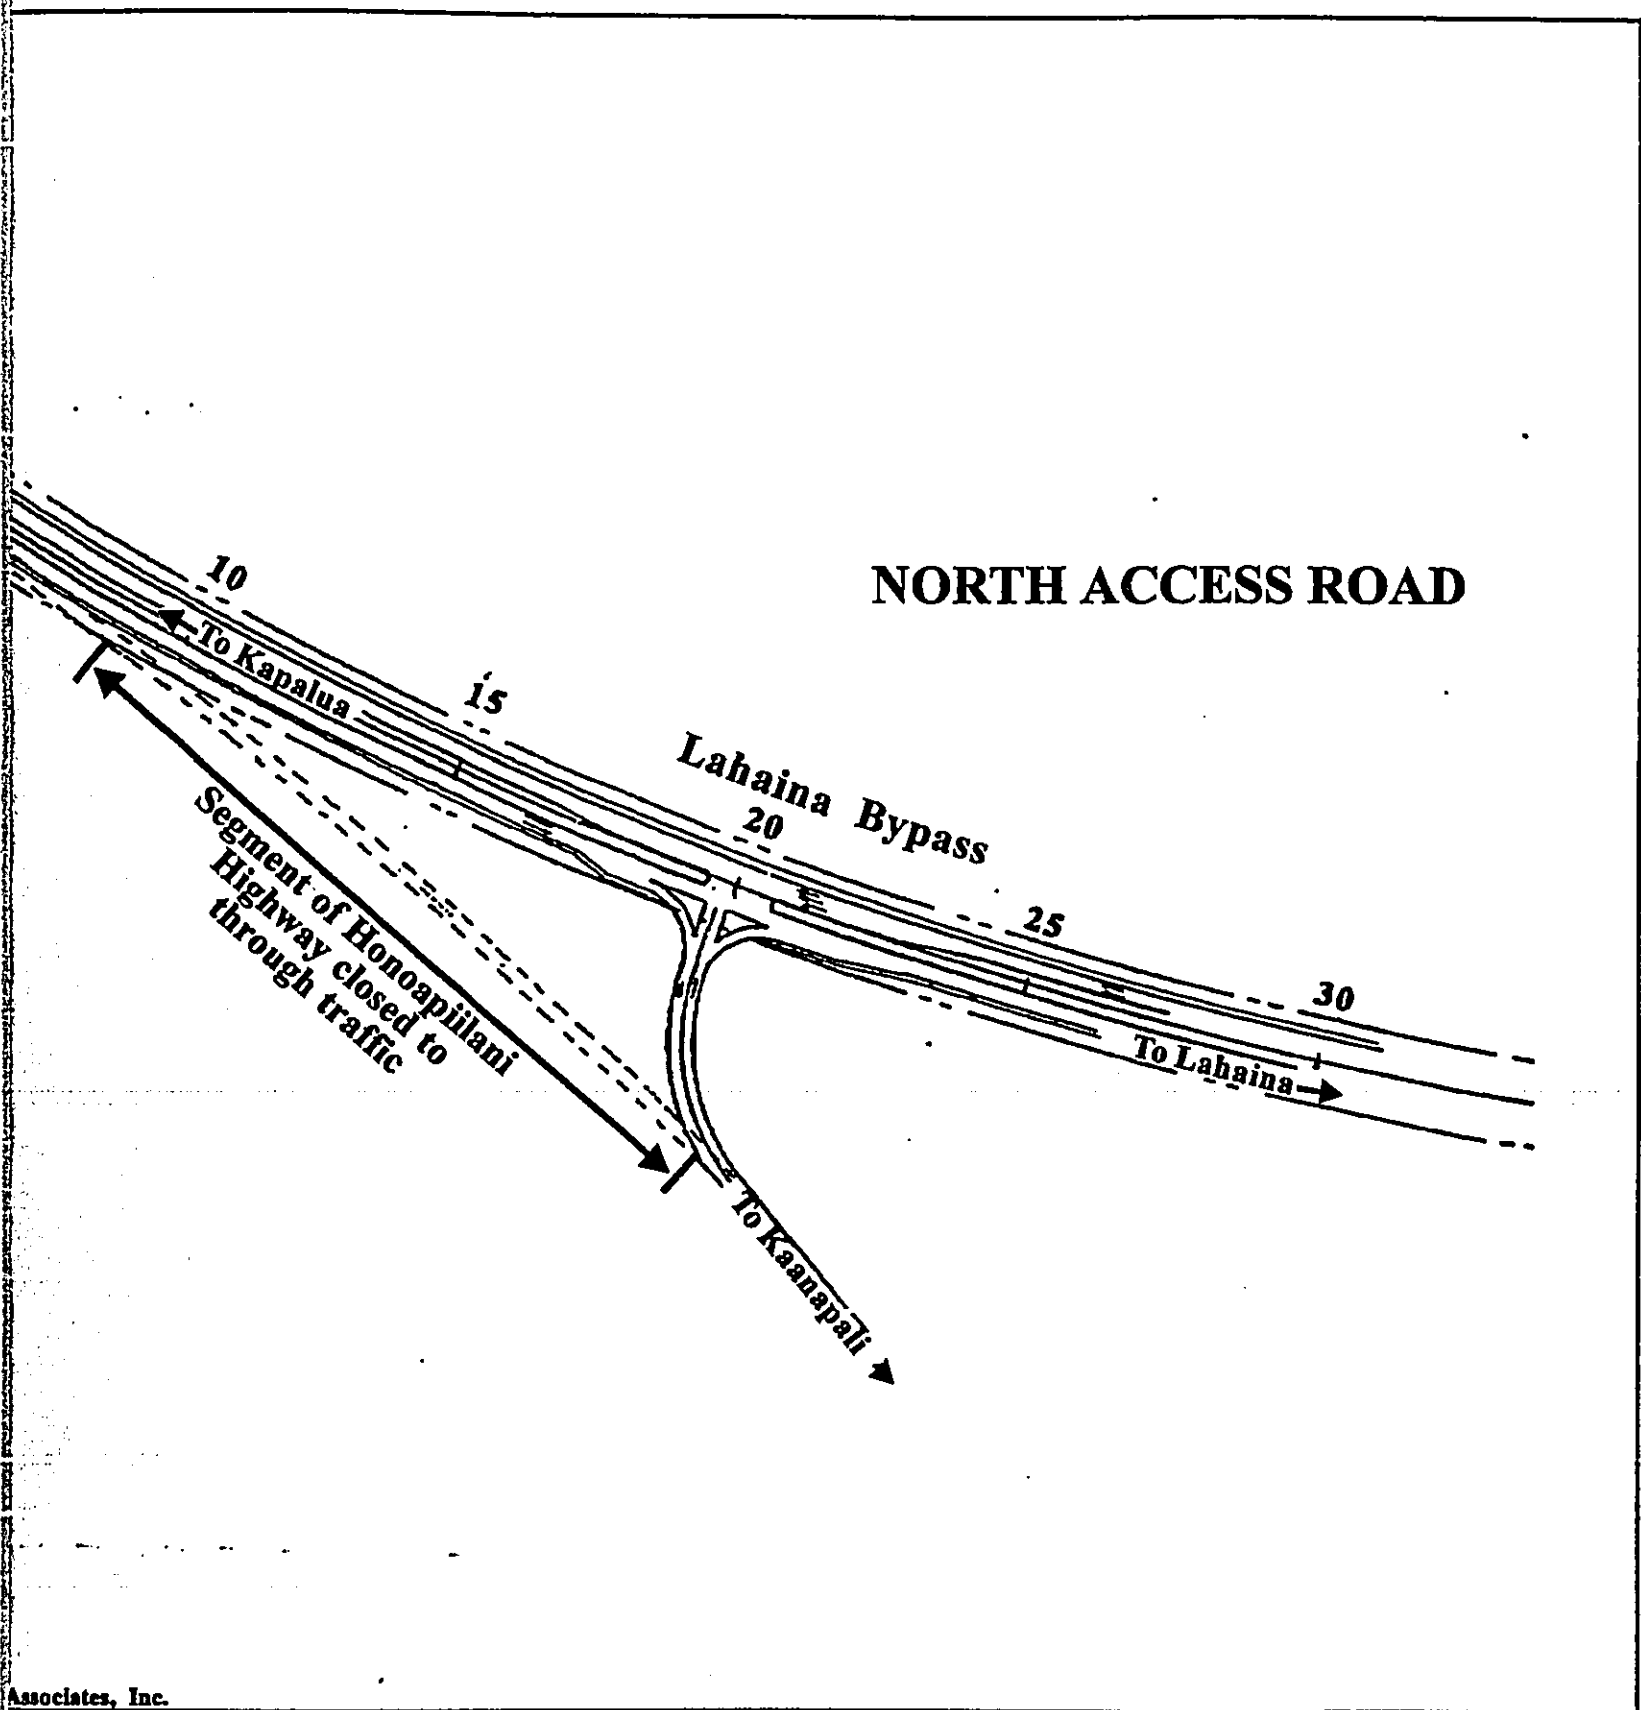 10
NORTH ACCESS ROAD
To Kapalua
15
Lahaina Bypass
20
25
30
Segment of Honoapiilani
Highway closed to
through traffic
To Lahaina
To Kaanapali
Associates, Inc.